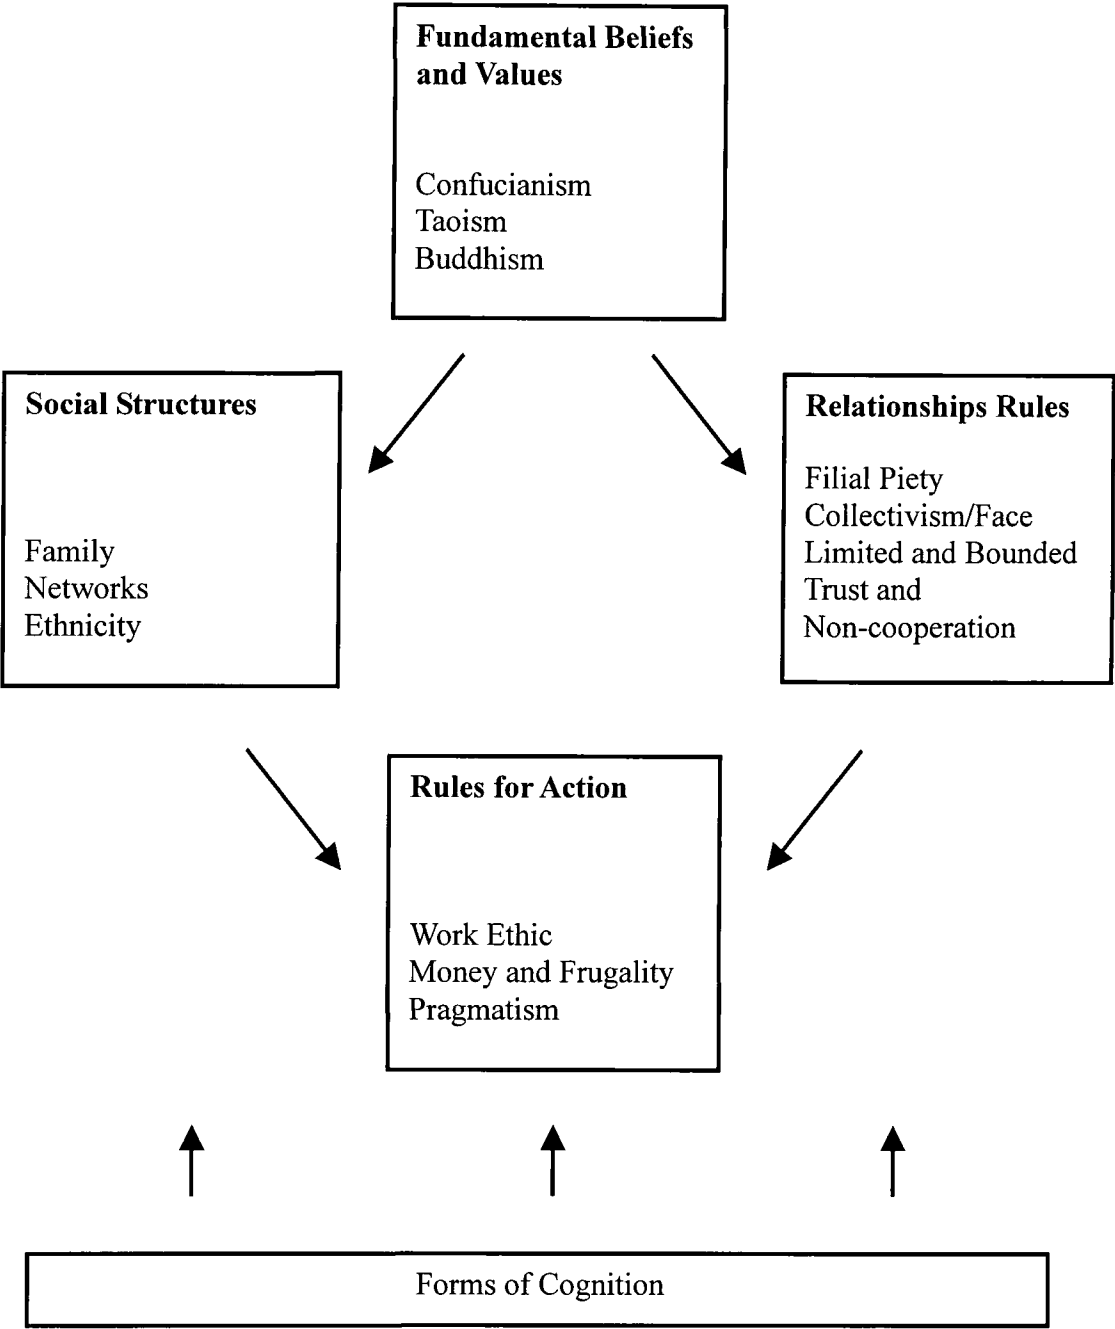 Fundamental Beliefs
and Values
Confucianism
Taoism
Buddhism
Social Structures
Family
Networks
Ethnicity
Relationships Rules
Filial Piety
Collectivism/Face
Limited and Bounded
Trust and
Non-cooperation
Rules for Action
Work Ethic
Money and Frugality
Pragmatism
Forms of Cognition